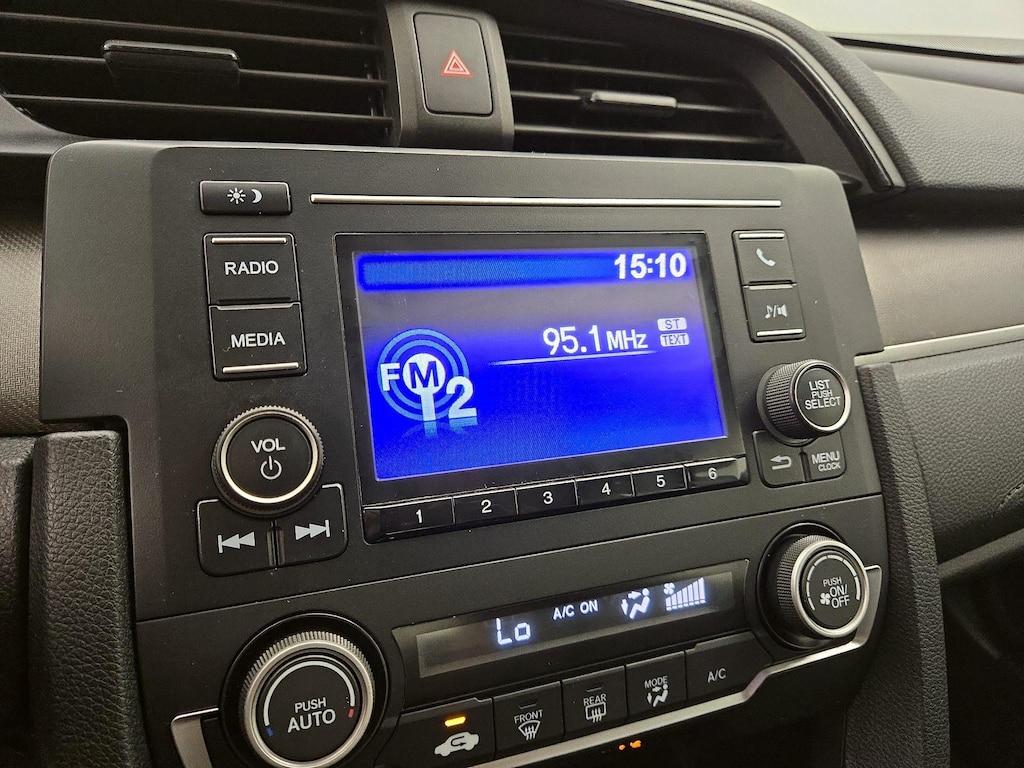 RADIO
MEDIA
15:10
95.1 MHz
ST
TEXT
FM
2
VOL
LIST
PUSH
SELECT
MENU
CLOCK
1 2 3 4 5 6
PUSH
ON/
OFF
Lo
A/C ON
PUSH
AUTO
FRONT
REAR
MODE
A/C